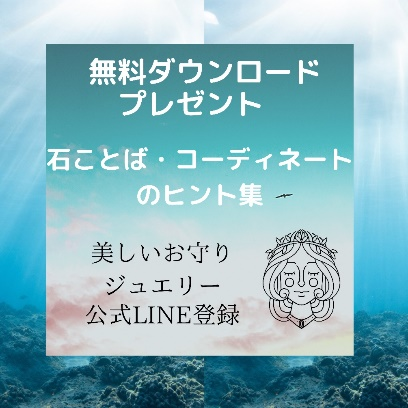 無料ダウンロード
プレゼント
石ことば・コーディネート
のヒント集
美しいお守り
ジュエリー
公式LINE登録